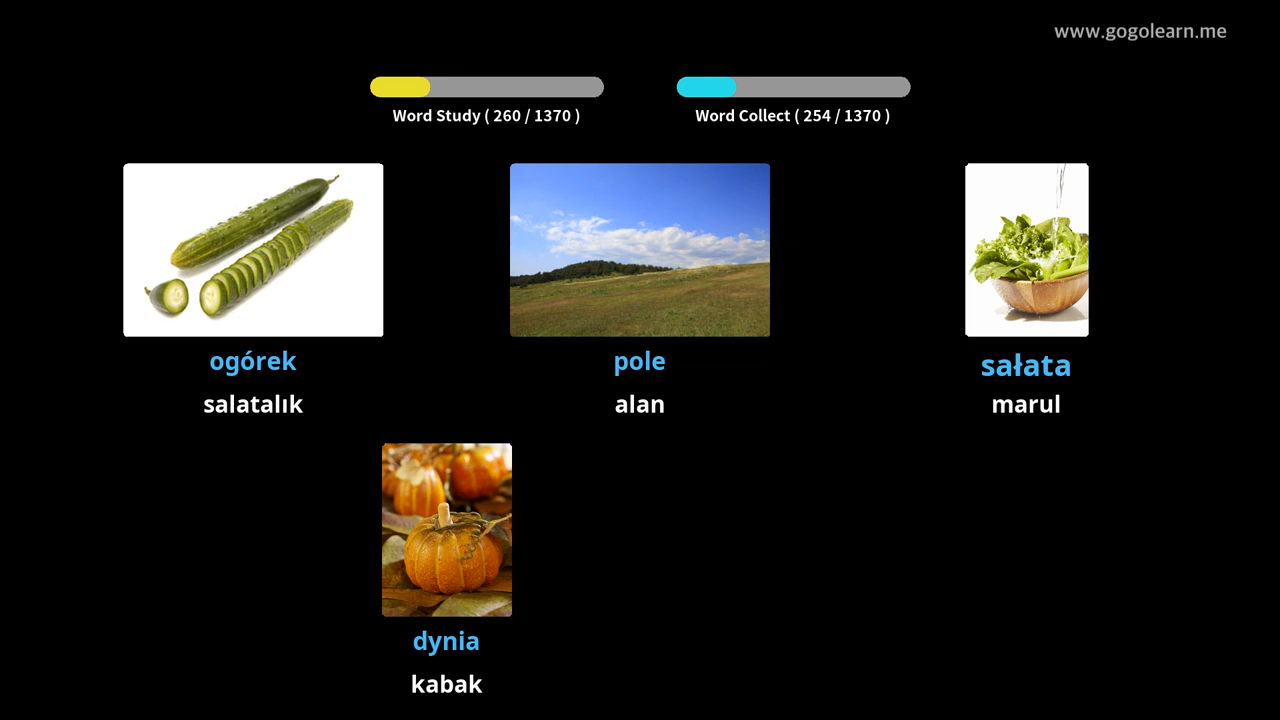 www.gogolearn.me
Word Study ( 260 / 1370 )
Word Collect ( 254 / 1370 )
ogórek
pole
sałata
salatalık
alan
marul
dynia
kabak